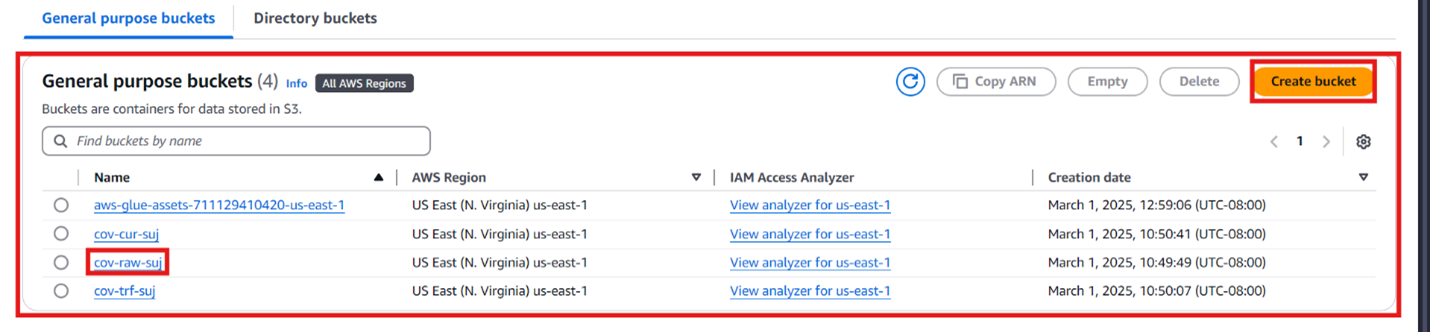 General purpose buckets Directory buckets
General purpose buckets (4) Info All AWS Regions Copy ARN Empty Delete Create bucket
Buckets are containers for data stored in S3.
Find buckets by name 1
Name AWS Region IAM Access Analyzer Creation date
aws-glue-assets-711129410420-us-east-1 US East (N. Virginia) us-east-1 View analyzer for us-east-1 March 1, 2025, 12:59:06 (UTC-08:00)
cov-cur-suj US East (N. Virginia) us-east-1 View analyzer for us-east-1 March 1, 2025, 10:50:41 (UTC-08:00)
cov-raw-suj US East (N. Virginia) us-east-1 View analyzer for us-east-1 March 1, 2025, 10:49:49 (UTC-08:00)
cov-trf-suj US East (N. Virginia) us-east-1 View analyzer for us-east-1 March 1, 2025, 10:50:07 (UTC-08:00)